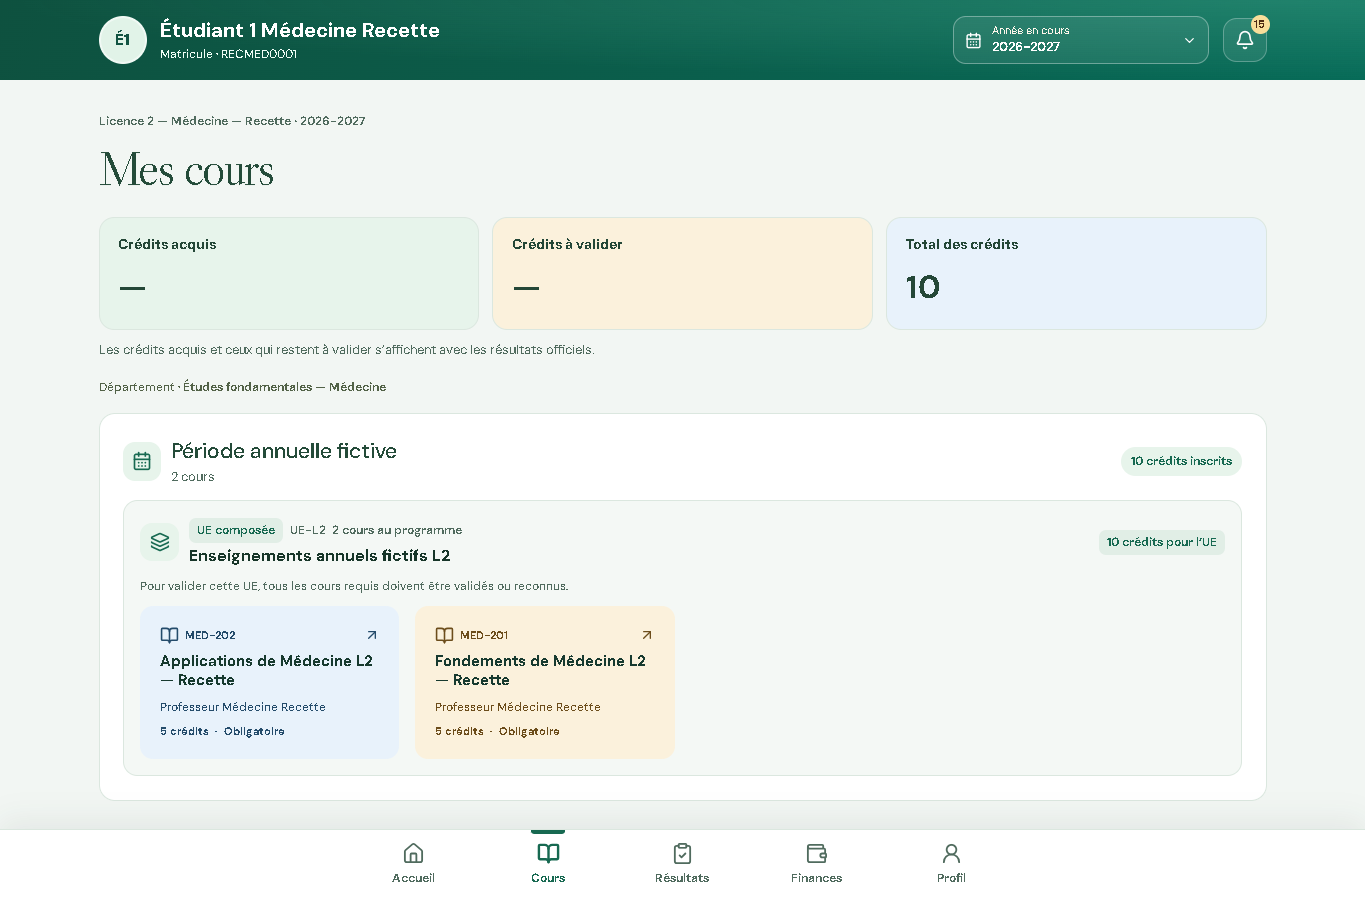 É1
Étudiant 1 Médecine Recette
Matricule · RECMED0001
Année en cours
2026–2027
15
Licence 2 — Médecine — Recette · 2026–2027
Mes cours
Crédits acquis
—
Crédits à valider
—
Total des crédits
10
Les crédits acquis et ceux qui restent à valider s’affichent avec les résultats officiels.
Département · Études fondamentales — Médecine
Période annuelle fictive
2 cours
10 crédits inscrits
UE composée UE-L2 2 cours au programme
Enseignements annuels fictifs L2
10 crédits pour l’UE
Pour valider cette UE, tous les cours requis doivent être validés ou reconnus.
MED-202
Applications de Médecine L2
— Recette
Professeur Médecine Recette
5 crédits · Obligatoire
MED-201
Fondements de Médecine L2
— Recette
Professeur Médecine Recette
5 crédits · Obligatoire
Accueil
Cours
Résultats
Finances
Profil